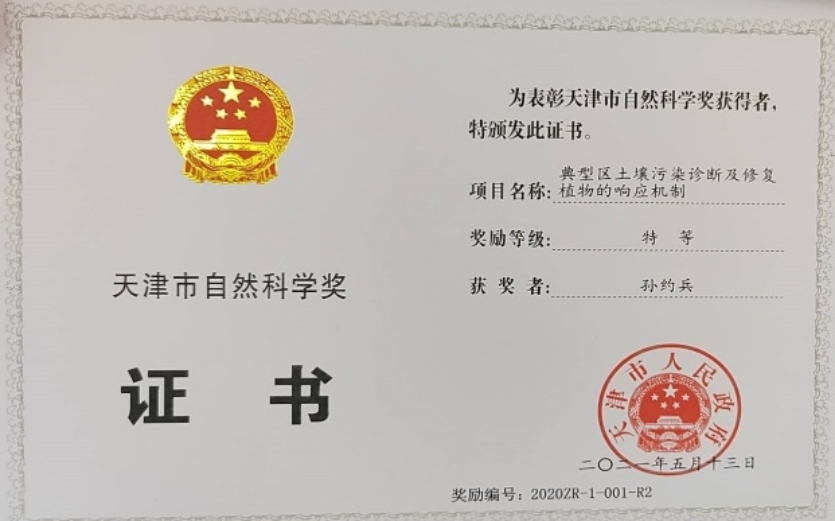 天津市自然科学奖
证 书
为表彰天津市自然科学奖获得者，
特颁发此证书。
项目名称：典型区土壤污染诊断及修复
植物的响应机制
奖励等级：特 等
获 奖 者：孙约兵
天津市人民政府
二〇二一年五月十三日
奖励编号：2020ZR-1-001-R2